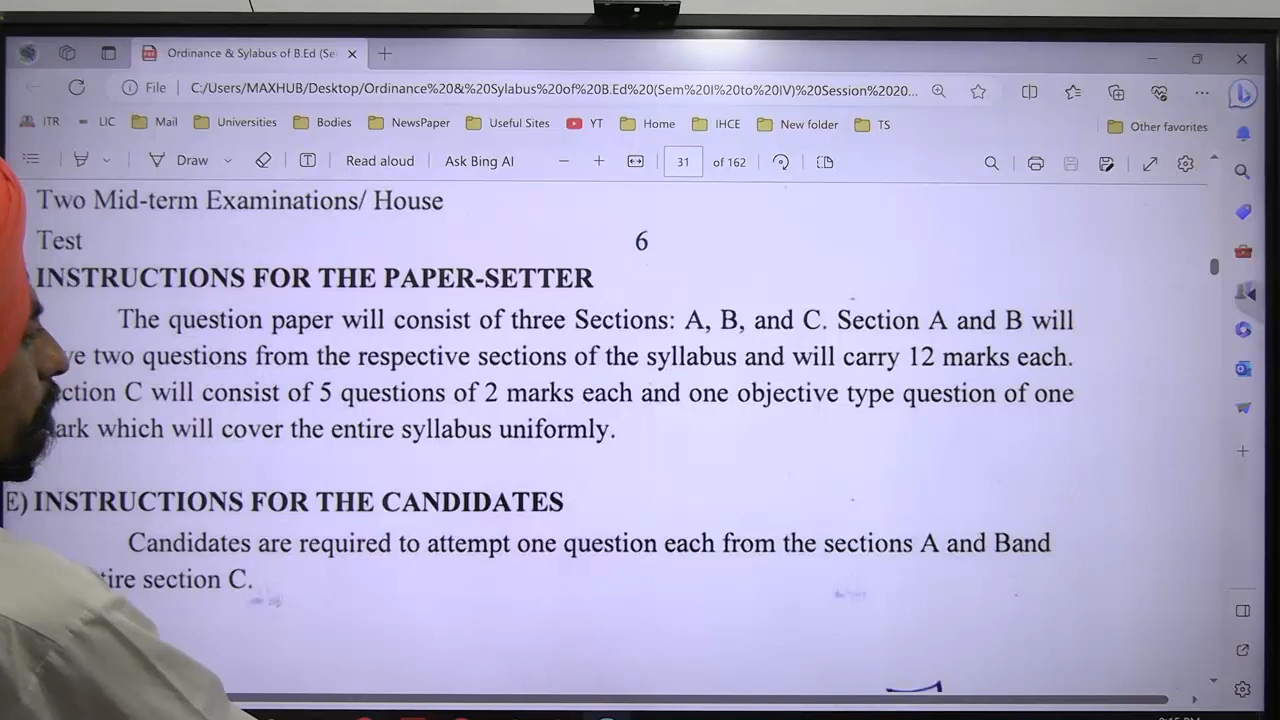 Ordinance & Sylabus of B.Ed (Se
File
C:/Users/MAXHUB/Desktop/Ordinance%20&%20Sylabus%20of%20B.Ed%20(Sem%20I%20to%20IV)%20Session%2020...
ITR LIC Mail Universities Bodies NewsPaper Useful Sites YT Home IHCE New folder TS Other favorites
Draw Read aloud Ask Bing AI 31 of 162
Two Mid-term Examinations/ House
Test 6
INSTRUCTIONS FOR THE PAPER-SETTER
The question paper will consist of three Sections: A, B, and C. Section A and B will
ve two questions from the respective sections of the syllabus and will carry 12 marks each.
ction C will consist of 5 questions of 2 marks each and one objective type question of one
ark which will cover the entire syllabus uniformly.
E) INSTRUCTIONS FOR THE CANDIDATES
Candidates are required to attempt one question each from the sections A and Band
tire section C.